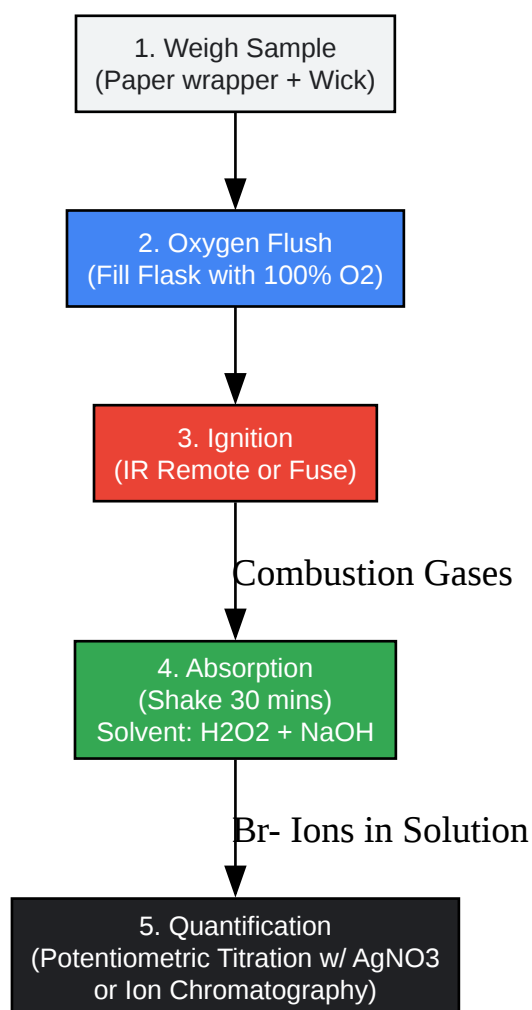 1. Weigh Sample
(Paper wrapper + Wick)
2. Oxygen Flush
(Fill Flask with 100% O2)
3. Ignition
(IR Remote or Fuse)
Combustion Gases
4. Absorption
(Shake 30 mins)
Solvent: H2O2 + NaOH
Br- Ions in Solution
5. Quantification
(Potentiometric Titration w/ AgNO3
or Ion Chromatography)